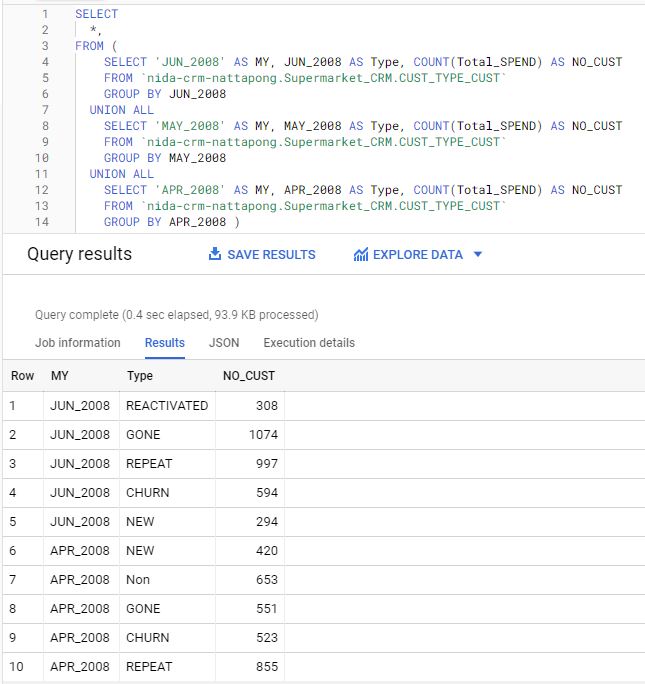 1 SELECT
2 *,
3 FROM (
4 SELECT 'JUN_2008' AS MY, JUN_2008 AS Type, COUNT(Total_SPEND) AS NO_CUST
5 FROM `nida-crm-nattapong.Supermarket_CRM.CUST_TYPE_CUST`
6 GROUP BY JUN_2008
7 UNION ALL
8 SELECT 'MAY_2008' AS MY, MAY_2008 AS Type, COUNT(Total_SPEND) AS NO_CUST
9 FROM `nida-crm-nattapong.Supermarket_CRM.CUST_TYPE_CUST`
10 GROUP BY MAY_2008
11 UNION ALL
12 SELECT 'APR_2008' AS MY, APR_2008 AS Type, COUNT(Total_SPEND) AS NO_CUST
13 FROM `nida-crm-nattapong.Supermarket_CRM.CUST_TYPE_CUST`
14 GROUP BY APR_2008 )
Query results SAVE RESULTS EXPLORE DATA
Query complete (0.4 sec elapsed, 93.9 KB processed)
Job information Results JSON Execution details
Row MY Type NO_CUST
1 JUN_2008 REACTIVATED 308
2 JUN_2008 GONE 1074
3 JUN_2008 REPEAT 997
4 JUN_2008 CHURN 594
5 JUN_2008 NEW 294
6 APR_2008 NEW 420
7 APR_2008 Non 653
8 APR_2008 GONE 551
9 APR_2008 CHURN 523
10 APR_2008 REPEAT 855